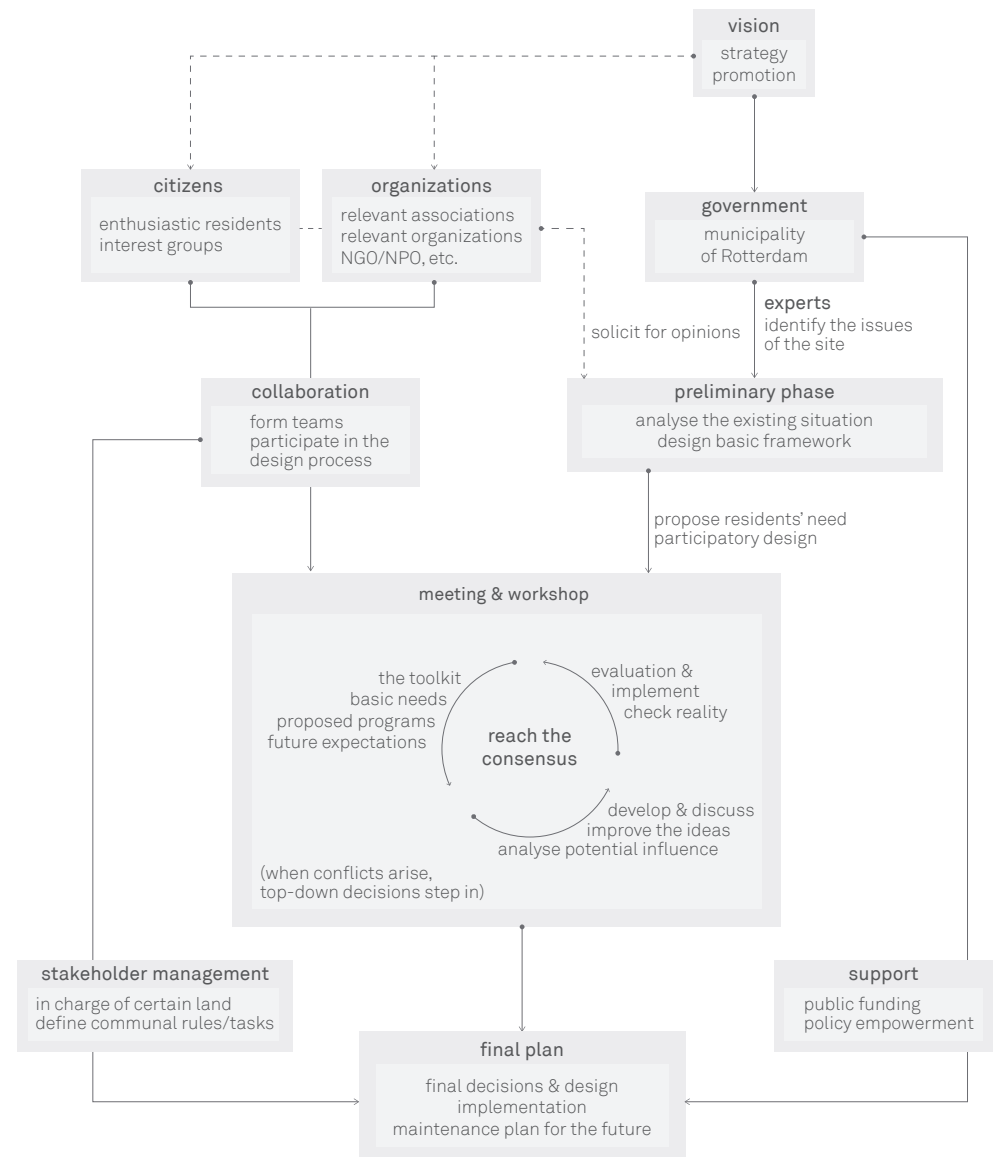 vision
strategy
promotion
citizens
enthusiastic residents
interest groups
organizations
relevant associations
relevant organizations
NGO/NPO, etc.
government
municipality
of Rotterdam
experts
identify the issues
of the site
solicit for opinions
collaboration
form teams
participate in the
design process
preliminary phase
analyse the existing situation
design basic framework
propose residents' need
participatory design
meeting & workshop
the toolkit
basic needs
proposed programs
future expectations
evaluation &
implement
check reality
reach the
consensus
develop & discuss
improve the ideas
analyse potential influence
(when conflicts arise,
top-down decisions step in)
stakeholder management
in charge of certain land
define communal rules/tasks
support
public funding
policy empowerment
final plan
final decisions & design
implementation
maintenance plan for the future